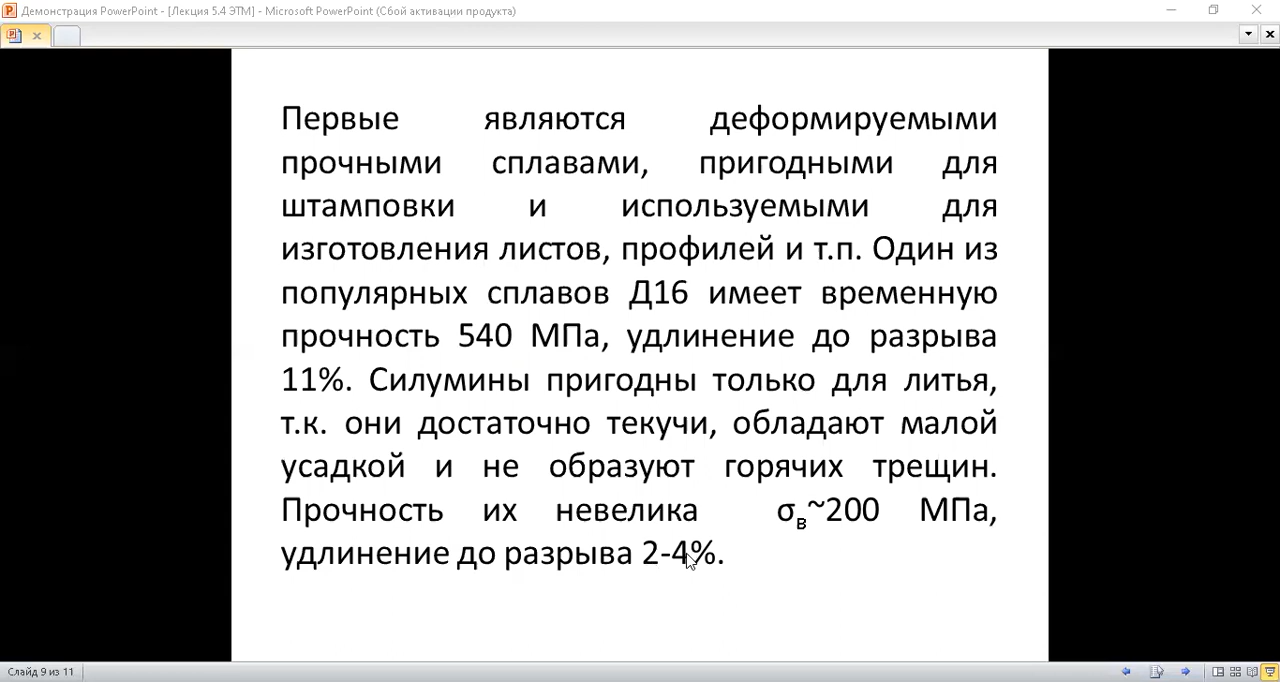 Демонстрация PowerPoint - [Лекция 5.4 ЭТМ] - Microsoft PowerPoint (Сбой активации продукта)
Первые являются деформируемыми
прочными сплавами, пригодными для
штамповки и используемыми для
изготовления листов, профилей и т.п. Один из
популярных сплавов Д16 имеет временную
прочность 540 МПа, удлинение до разрыва
11%. Силумины пригодны только для литья,
т.к. они достаточно текучи, обладают малой
усадкой и не образуют горячих трещин.
Прочность их невелика σв~200 МПа,
удлинение до разрыва 2-4%.
Слайд 9 из 11